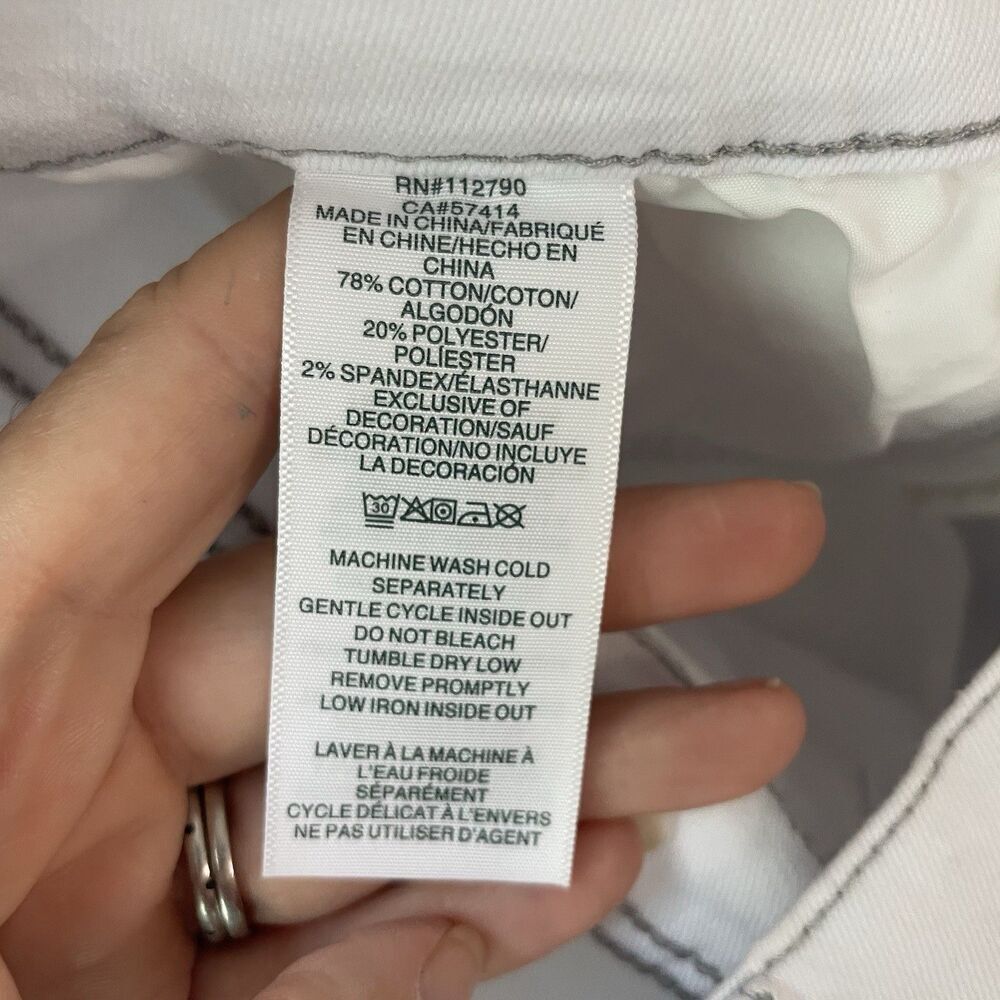 RN#112790
CA#57414
MADE IN CHINA/FABRIQUÉ
EN CHINE/HECHO EN
CHINA
78% COTTON/COTON/
ALGODÓN
20% POLYESTER/
POLÍESTER
2% SPANDEX/ÉLASTHANNE
EXCLUSIVE OF
DECORATION/SAUF
DÉCORATION/NO INCLUYE
LA DECORACIÓN
30
MACHINE WASH COLD
SEPARATELY
GENTLE CYCLE INSIDE OUT
DO NOT BLEACH
TUMBLE DRY LOW
REMOVE PROMPTLY
LOW IRON INSIDE OUT
LAVER À LA MACHINE À
L'EAU FROIDE
SÉPARÉMENT
CYCLE DÉLICAT À L'ENVERS
NE PAS UTILISER D'AGENT